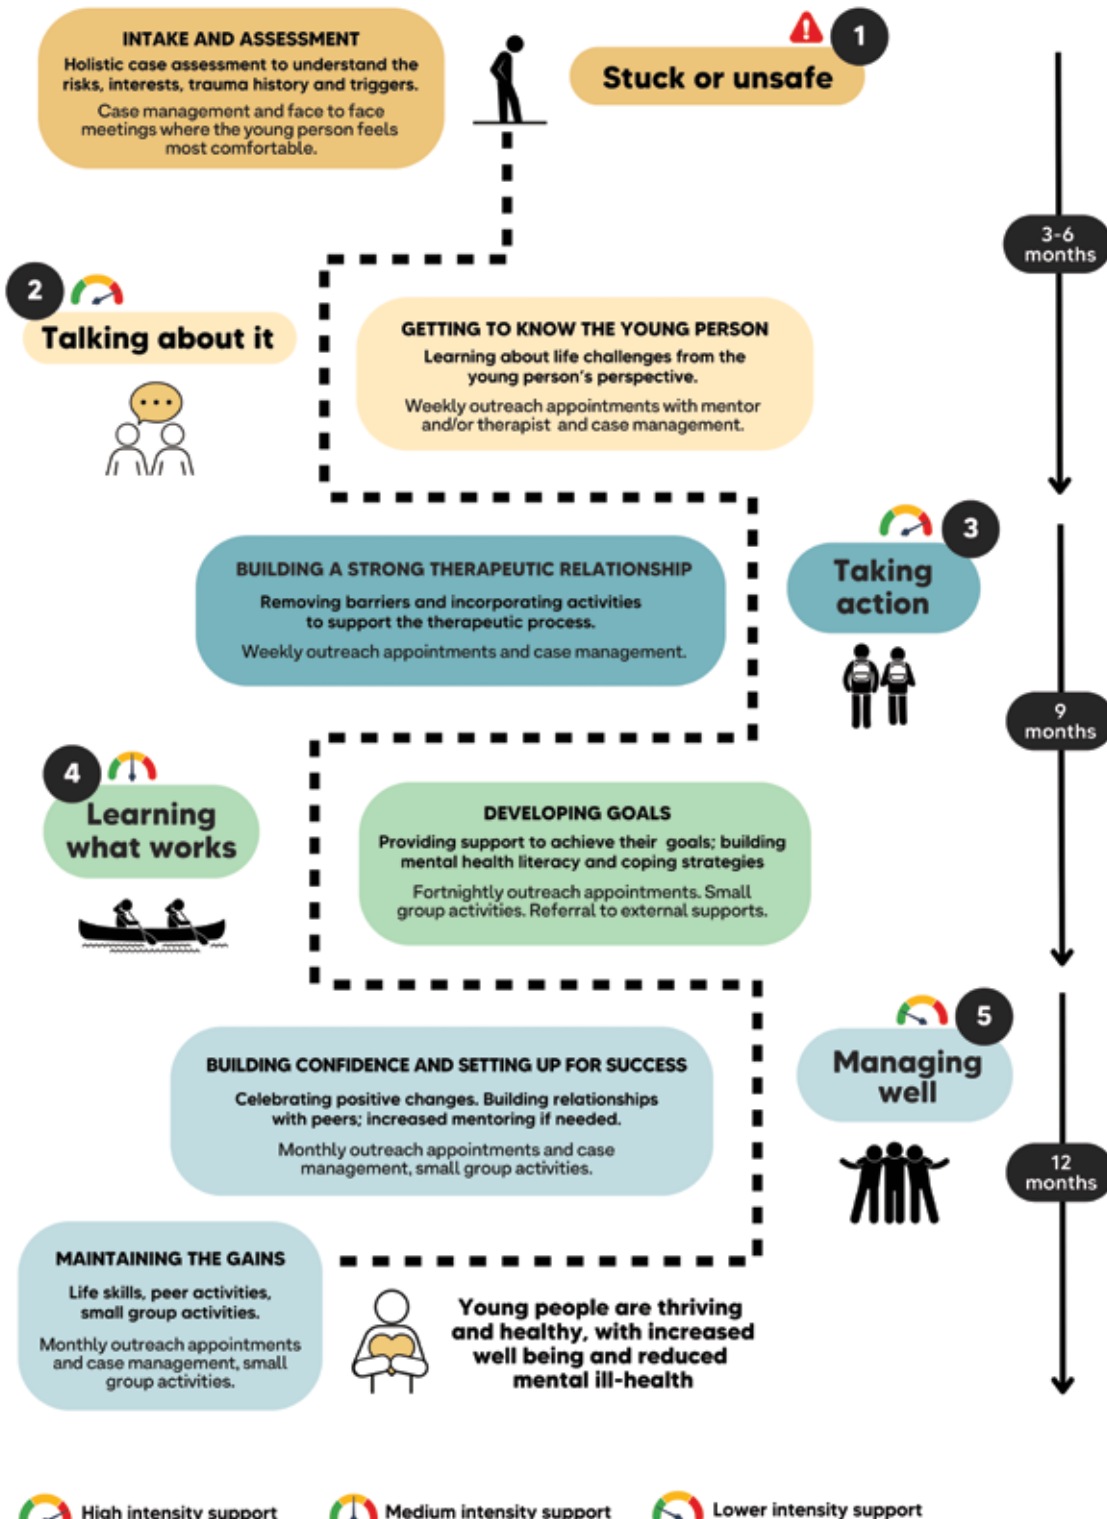 INTAKE AND ASSESSMENT
Holistic case assessment to understand the
risks, interests, trauma history and triggers.
Case management and face to face
meetings where the young person feels
most comfortable.
1
Stuck or unsafe
3-6
months
2
Talking about it
GETTING TO KNOW THE YOUNG PERSON
Learning about life challenges from the
young person's perspective.
Weekly outreach appointments with mentor
and/or therapist and case management.
3
Taking
action
BUILDING A STRONG THERAPEUTIC RELATIONSHIP
Removing barriers and incorporating activities
to support the therapeutic process.
Weekly outreach appointments and case management.
9
months
4
Learning
what works
DEVELOPING GOALS
Providing support to achieve their goals; building
mental health literacy and coping strategies
Fortnightly outreach appointments. Small
group activities. Referral to external supports.
5
Managing
well
BUILDING CONFIDENCE AND SETTING UP FOR SUCCESS
Celebrating positive changes. Building relationships
with peers; increased mentoring if needed.
Monthly outreach appointments and case
management, small group activities.
12
months
MAINTAINING THE GAINS
Life skills, peer activities,
small group activities.
Monthly outreach appointments
and case management, small
group activities.
Young people are thriving
and healthy, with increased
well being and reduced
mental ill-health
High intensity support
Medium intensity support
Lower intensity support